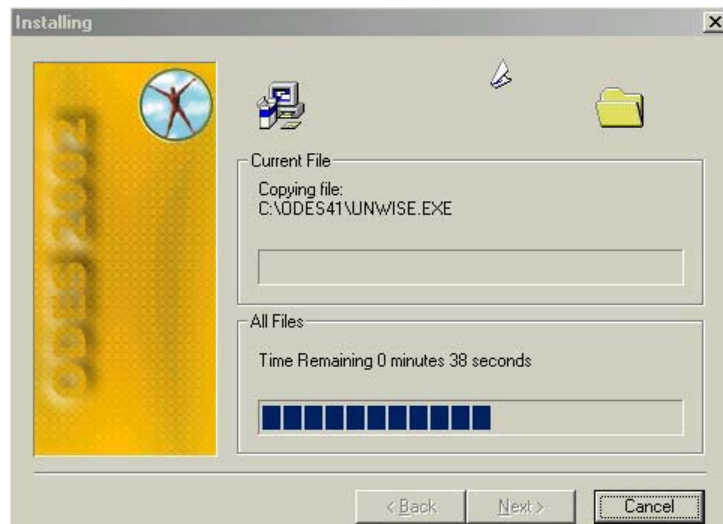 Installing
ODES 2002
Current File
Copying file:
C:\ODES41\UNWISE.EXE
All Files
Time Remaining 0 minutes 38 seconds
< Back
Next >
Cancel